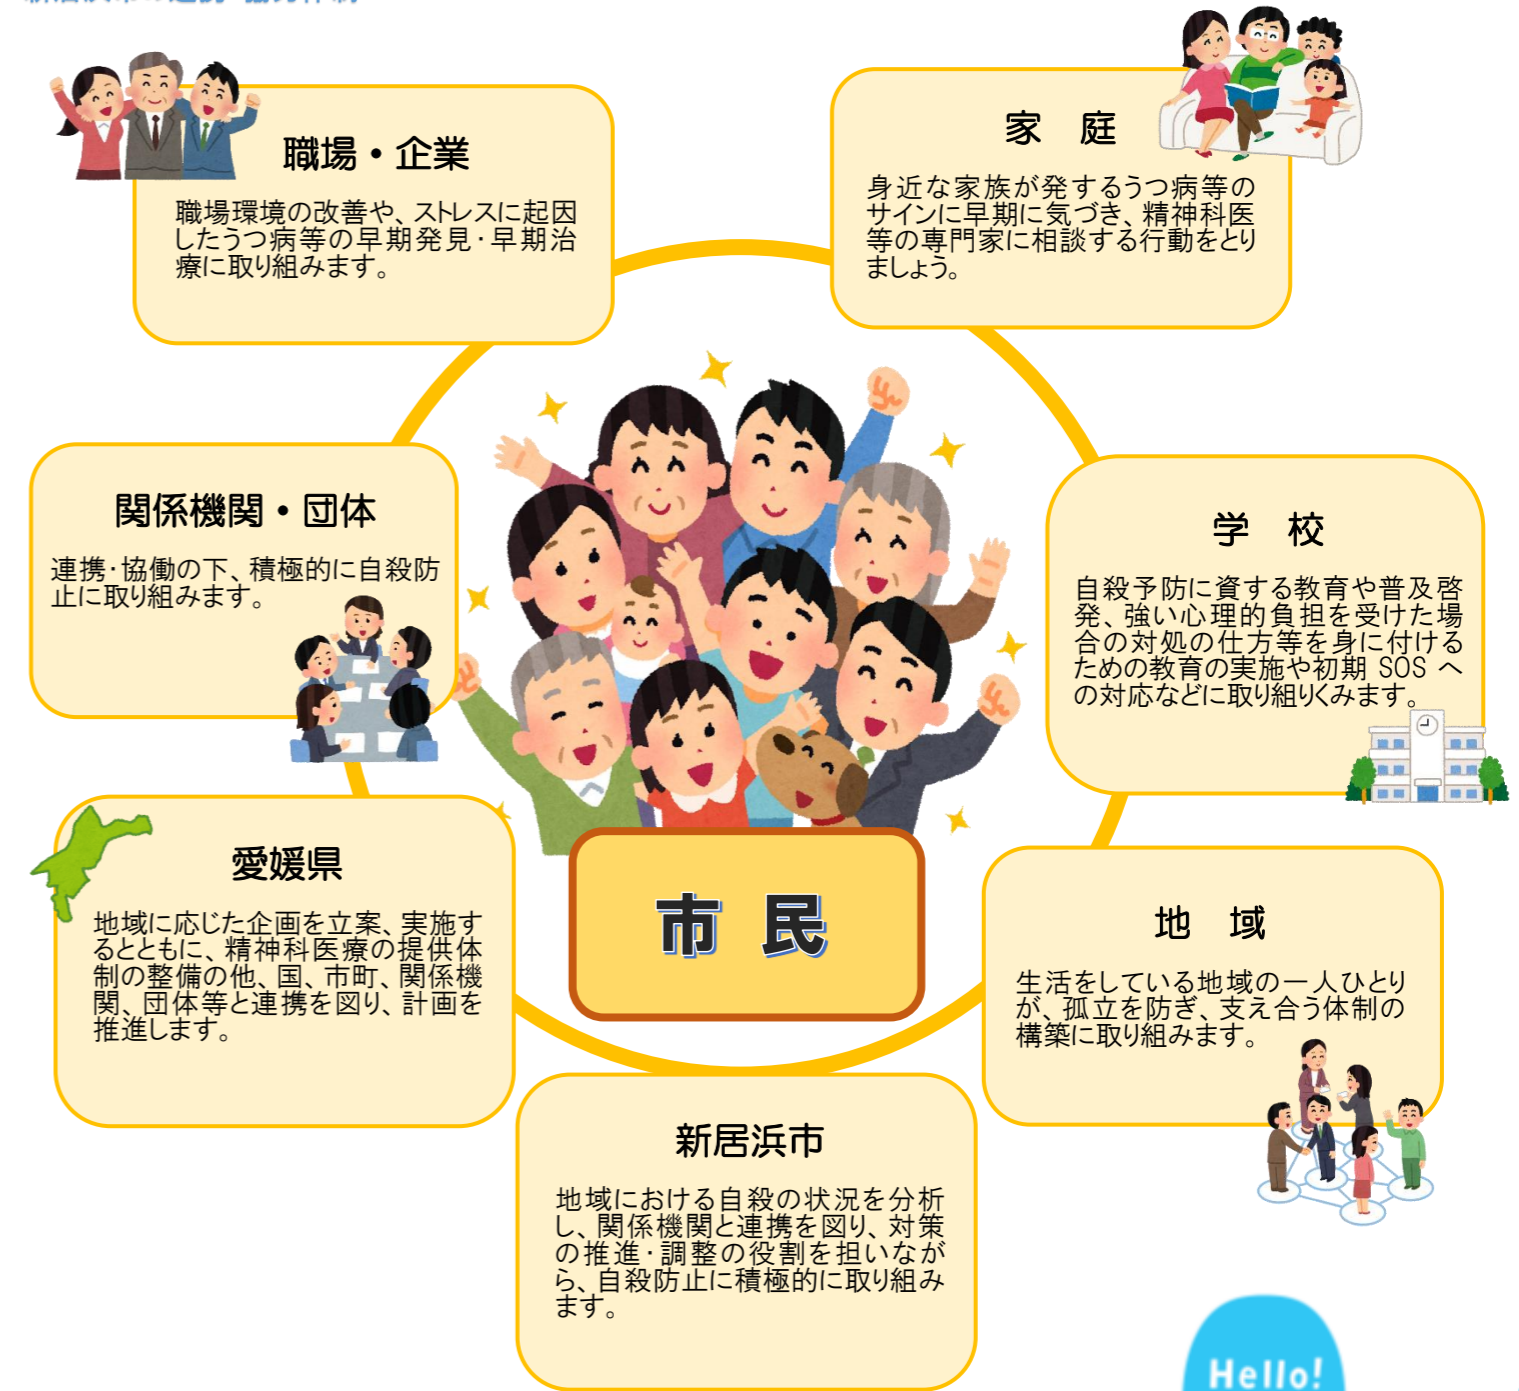 職場・企業
職場環境の改善や、ストレスに起因
したうつ病等の早期発見・早期治
療に取り組みます。
家 庭
身近な家族が発するうつ病等の
サインに早期に気づき、精神科医
等の専門家に相談する行動をとり
ましょう。
関係機関・団体
連携・協働の下、積極的に自殺防
止に取り組みます。
学 校
自殺予防に資する教育や普及啓
発、強い心理的負担を受けた場
合の対処の仕方等を身に付ける
ための教育の実施や初期 SOS へ
の対応などに取り組りくみます。
愛媛県
地域に応じた企画を立案、実施す
るとともに、精神科医療の提供体
制の整備の他、国、市町、関係機
関、団体等と連携を図り、計画を
推進します。
市 民
地 域
生活をしている地域の一人ひとり
が、孤立を防ぎ、支え合う体制の
構築に取り組みます。
新居浜市
地域における自殺の状況を分析
し、関係機関と連携を図り、対策
の推進・調整の役割を担いなが
ら、自殺防止に積極的に取り組み
ます。
Hello!